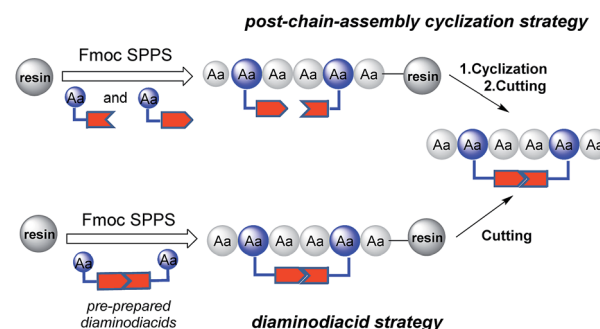 post-chain-assembly cyclization strategy
Fmoc SPPS
resin
Aa and Aa
Aa Aa Aa Aa Aa Aa resin
1.Cyclization
2.Cutting
Aa Aa Aa Aa Aa Aa
Fmoc SPPS
resin
Aa Aa
Aa Aa Aa Aa Aa Aa resin
Cutting
pre-prepared
diaminodiacids
diaminodiacid strategy